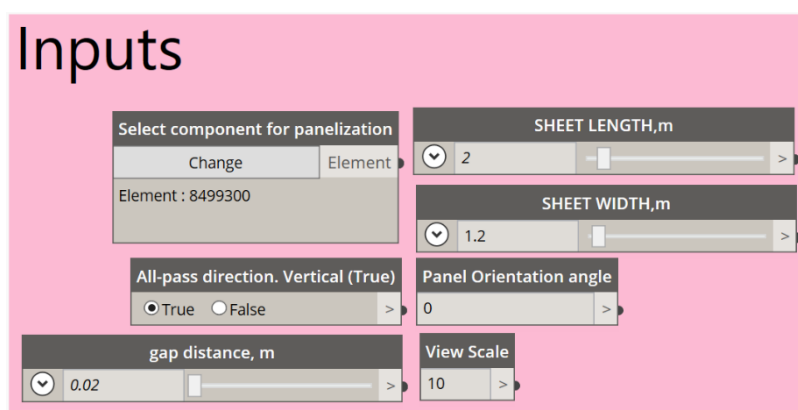 Inputs
Select component for panelization
Change
Element
Element : 8499300
SHEET LENGTH,m
2
>
SHEET WIDTH,m
1.2
>
All-pass direction. Vertical (True)
True False
>
Panel Orientation angle
0
>
gap distance, m
0.02
>
View Scale
10
>